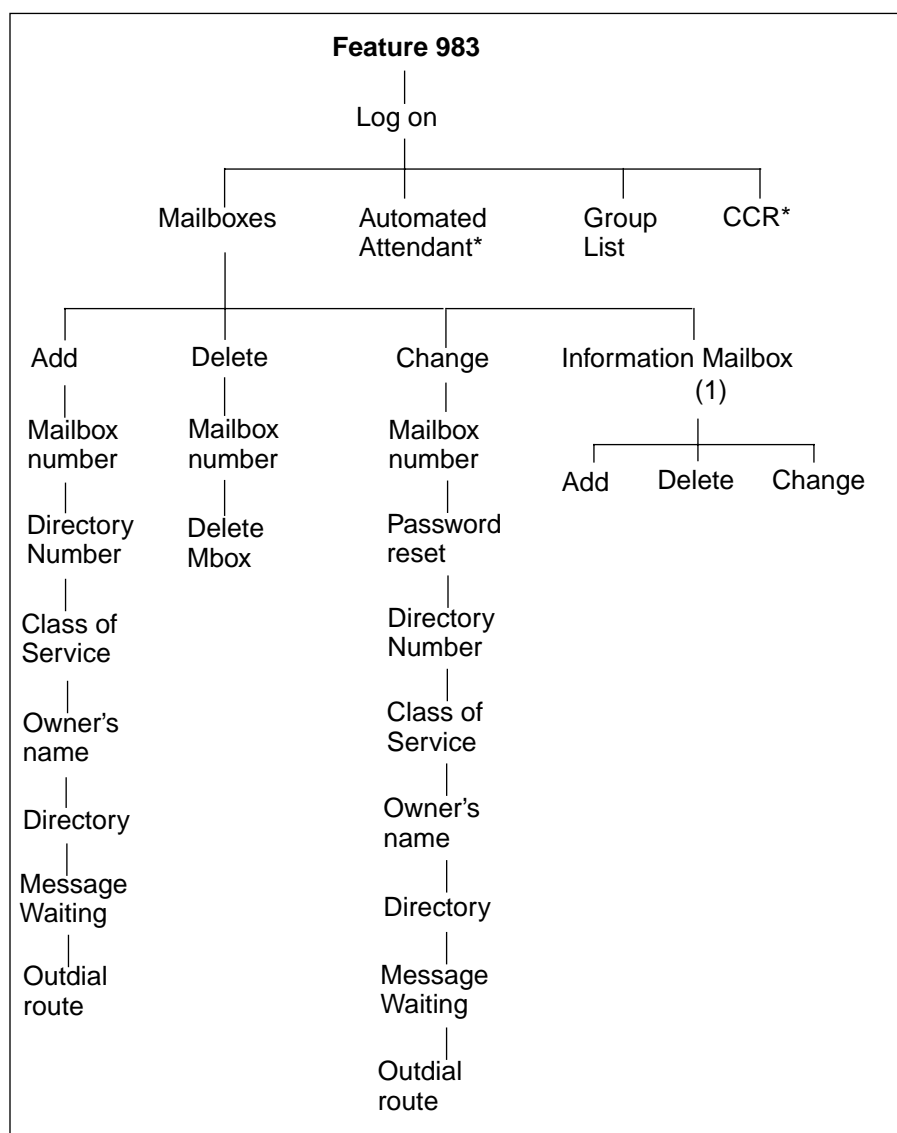 Feature 983
Log on
Mailboxes
Automated
Attendant*
Group
List
CCR*
Add
Mailbox
number
Directory
Number
Class of
Service
Owner’s
name
Directory
Message
Waiting
Outdial
route
Delete
Mailbox
number
Delete
Mbox
Change
Mailbox
number
Password
reset
Directory
Number
Class of
Service
Owner’s
name
Directory
Message
Waiting
Outdial
route
Information Mailbox
(1)
Add
Delete
Change